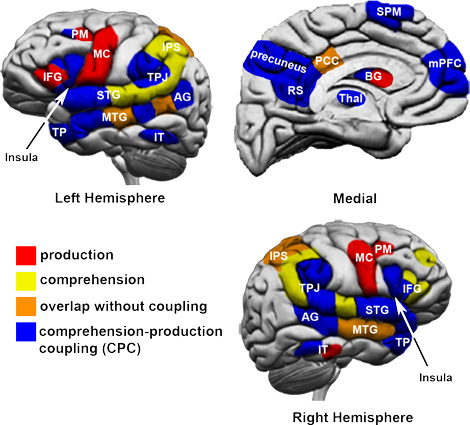 PM
MC
IPS
IFG
TPJ
STG
AG
MTG
TP
IT
Insula
Left Hemisphere
SPM
precuneus
PCC
mPFC
BG
RS
Thal
Medial
production
comprehension
overlap without coupling
comprehension-production
coupling (CPC)
IPS
MC
PM
TPJ
IFG
AG
STG
MTG
IT
TP
Insula
Right Hemisphere